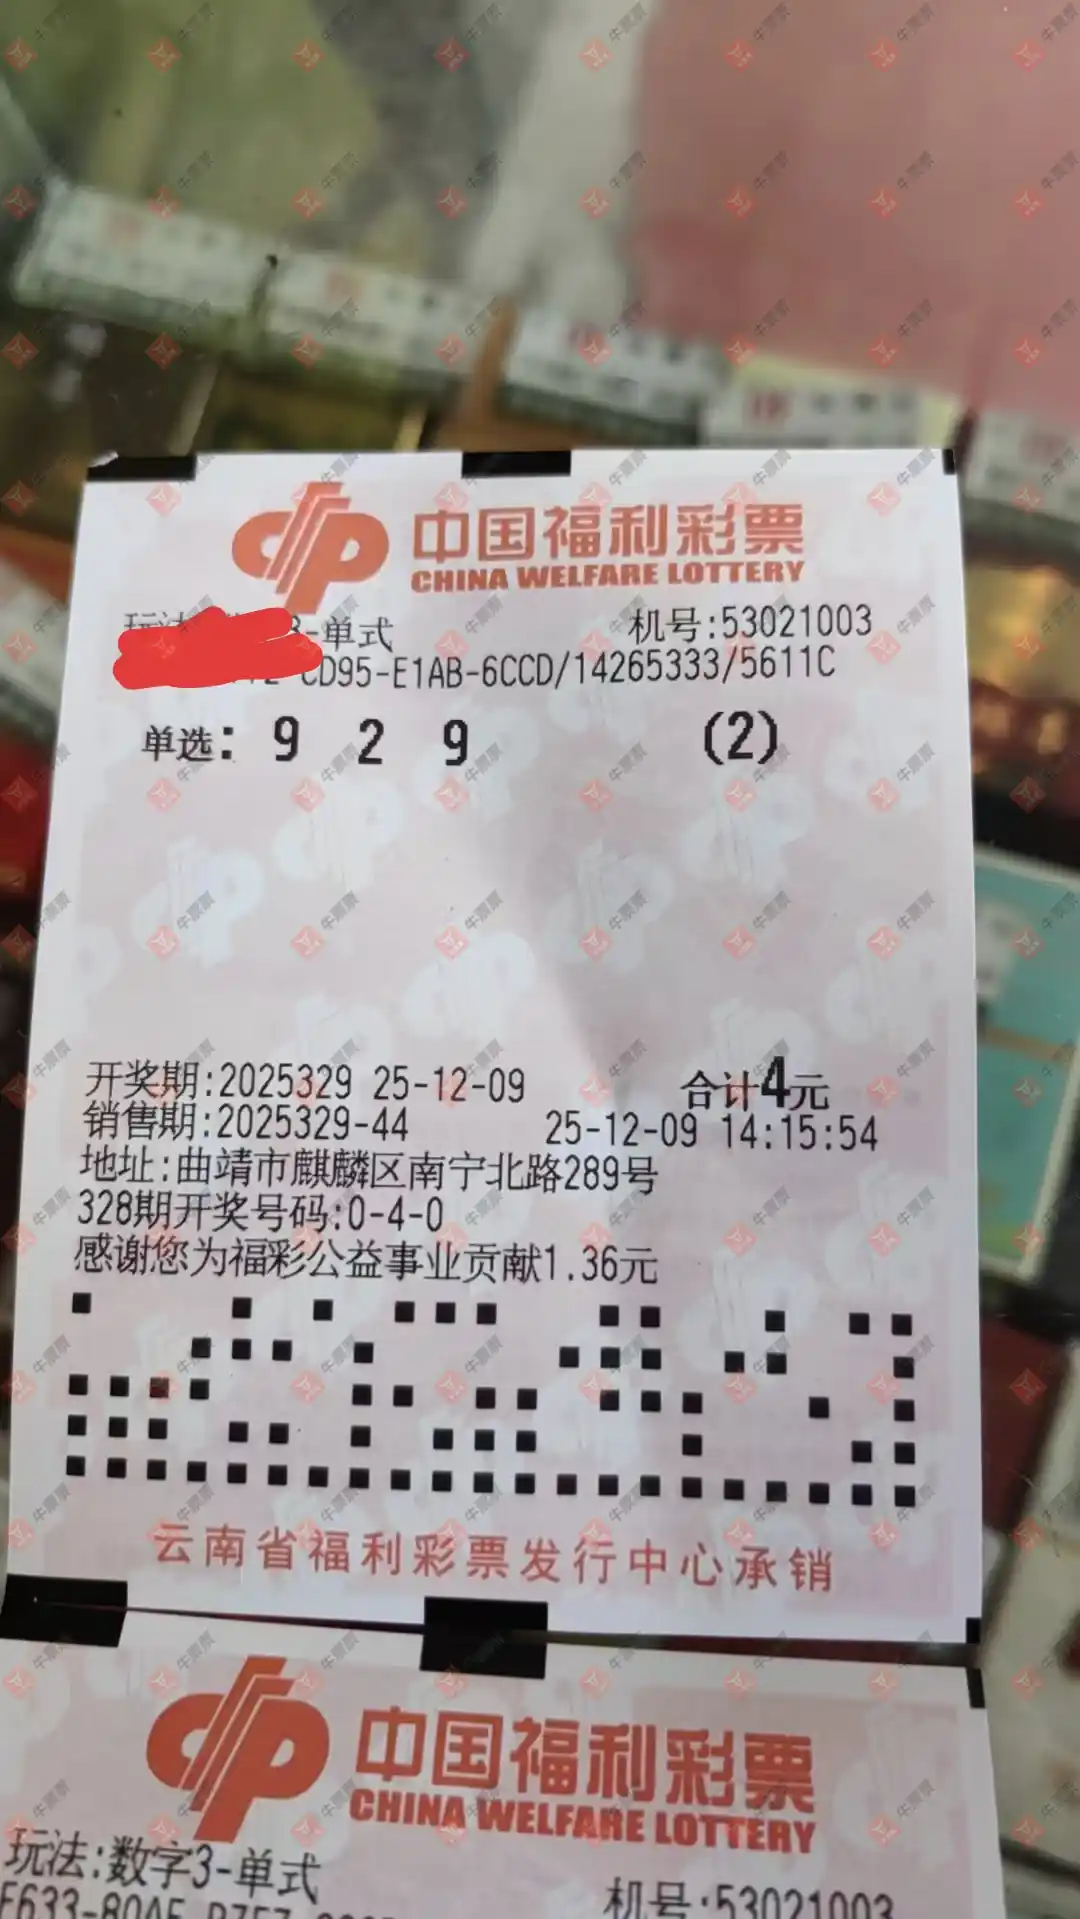 中国福利彩票
CHINA WELFARE LOTTERY
3-单式 机号:53021003
CD95-E1AB-6CCD/14265333/5611C
单选: 9 2 9 (2)
开奖期:2025329 25-12-09 合计4元
销售期:2025329-44 25-12-09 14:15:54
地址:曲靖市麒麟区南宁北路289号
328期开奖号码:0-4-0
感谢您为福彩公益事业贡献1.36元
云南省福利彩票发行中心承销
中国福利彩票
CHINA WELFARE LOTTERY
玩法:数字3-单式 机号:53021003
牛票票